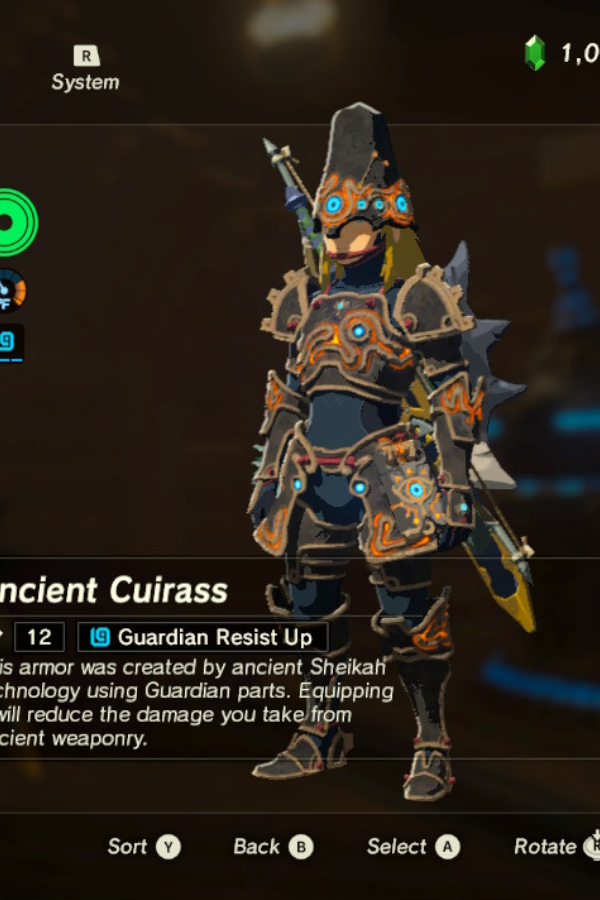 R
System
1,0
°F
ncient Cuirass
12 Guardian Resist Up
is armor was created by ancient Sheikah
chnology using Guardian parts. Equipping
will reduce the damage you take from
cient weaponry.
Sort Y Back B Select A Rotate R